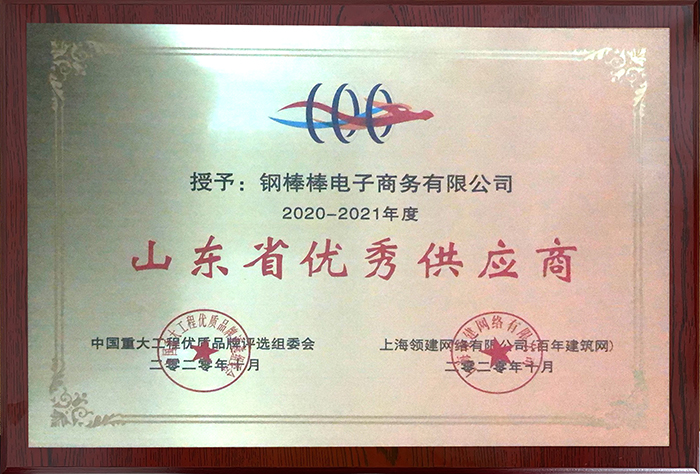 授予：钢棒棒电子商务有限公司
2020-2021年度
山东省优秀供应商
中国重大工程优质品牌评选组委会
二零二零年十月
上海领建网络有限公司(百年建筑网)
二零二零年十月